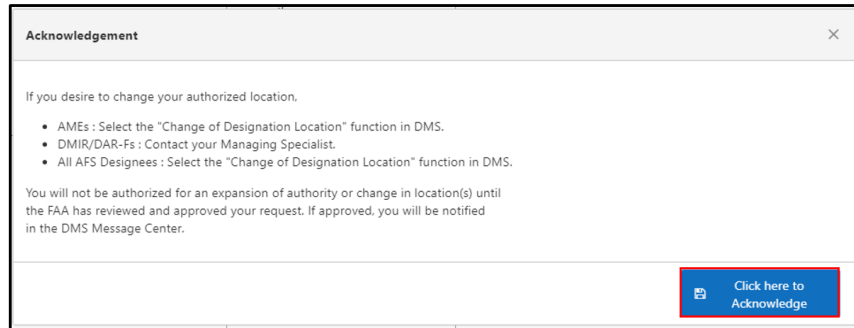 Acknowledgement
If you desire to change your authorized location,
• AMEs : Select the "Change of Designation Location" function in DMS.
• DMIR/DAR-Fs : Contact your Managing Specialist.
• All AFS Designees : Select the "Change of Designation Location" function in DMS.
You will not be authorized for an expansion of authority or change in location(s) until
the FAA has reviewed and approved your request. If approved, you will be notified
in the DMS Message Center.
Click here to
Acknowledge